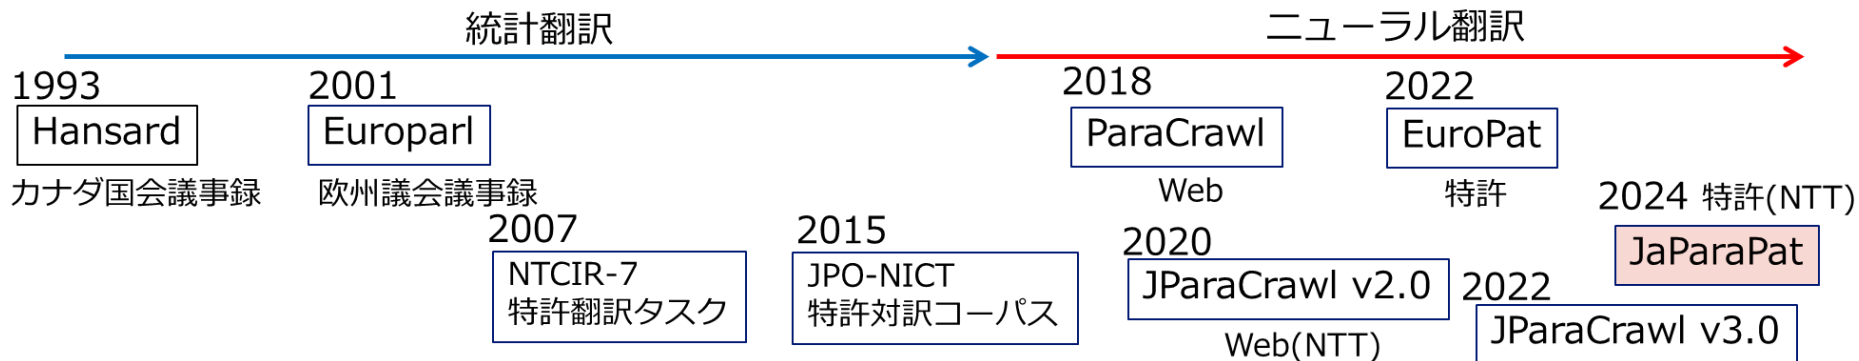 統計翻訳
ニューラル翻訳
1993
Hansard
カナダ国会議事録
2001
Europarl
欧州議会議事録
2007
NTCIR-7
特許翻訳タスク
2015
JPO-NICT
特許対訳コーパス
2018
ParaCrawl
Web
2020
JParaCrawl v2.0
Web(NTT)
2022
EuroPat
特許
2022
JParaCrawl v3.0
2024 特許(NTT)
JaParaPat